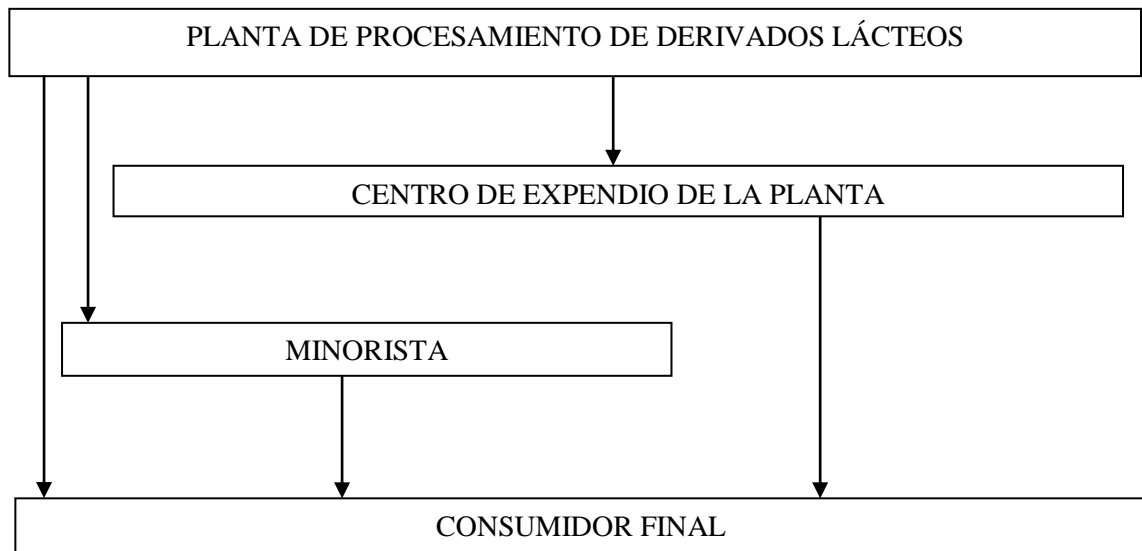 PLANTA DE PROCESAMIENTO DE DERIVADOS LÁCTEOS
CENTRO DE EXPENDIO DE LA PLANTA
MINORISTA
CONSUMIDOR FINAL